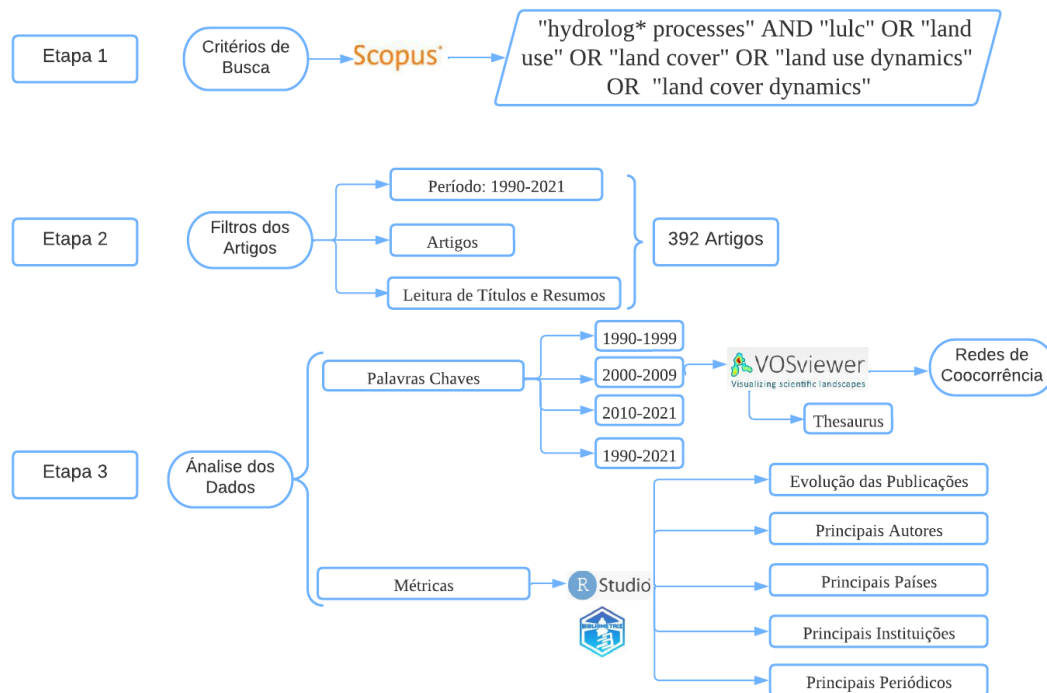 Etapa 1
Critérios de
Busca
Scopus
"hydrolog* processes" AND "lulc" OR "land
use" OR "land cover" OR "land use dynamics"
OR "land cover dynamics"
Etapa 2
Filtros dos
Artigos
Período: 1990-2021
Artigos
Leitura de Títulos e Resumos
392 Artigos
Etapa 3
Ánalise dos
Dados
Palavras Chaves
1990-1999
2000-2009
2010-2021
1990-2021
VOSviewer
Visualizing scientific landscapes
Thesaurus
Redes de
Coocorrência
Métricas
R Studio
BIBLIOMETRIX
Evolução das Publicações
Principais Autores
Principais Países
Principais Instituições
Principais Periódicos